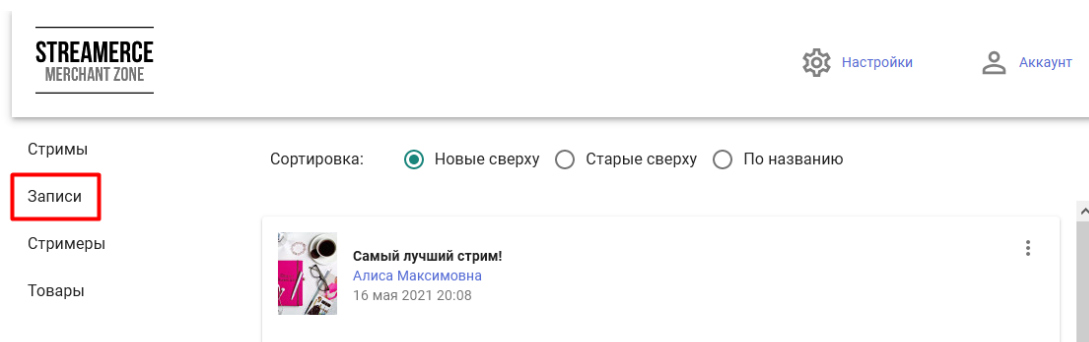 STREAMERCE
MERCHANT ZONE
Настройки
Аккаунт
Стримы
Записи
Стримеры
Товары
Сортировка: Новые сверху Старые сверху По названию
Самый лучший стрим!
Алиса Максимовна
16 мая 2021 20:08